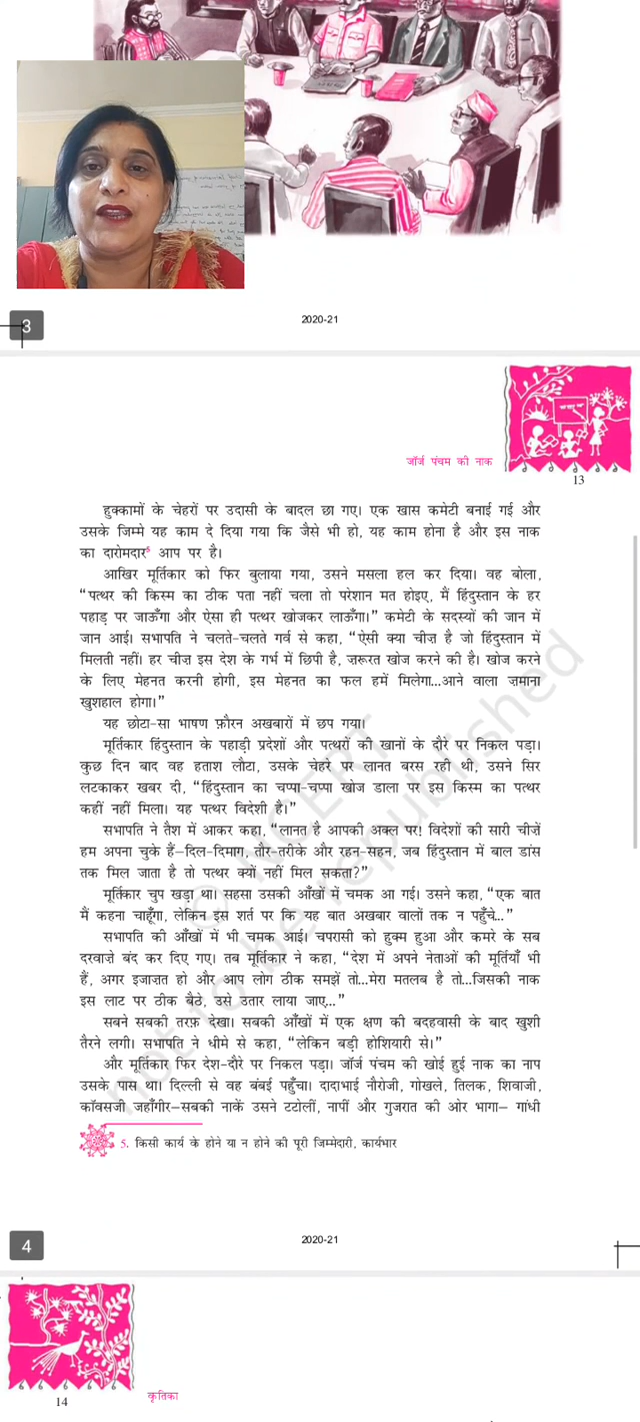 3
2020-21
जॉर्ज पंचम की नाक
13
हुक्कामों के चेहरों पर उदासी के बादल छा गए। एक खास कमेटी बनाई गई और
उसके जिम्मे यह काम दे दिया गया कि जैसे भी हो, यह काम होना है और इस नाक
का दारोमदार5 आप पर है।
आखिर मूर्तिकार को फिर बुलाया गया, उसने मसला हल कर दिया। वह बोला,
“पत्थर की किस्म का ठीक पता नहीं चला तो परेशान मत होइए, मैं हिंदुस्तान के हर
पहाड़ पर जाऊँगा और ऐसा ही पत्थर खोजकर लाऊँगा।” कमेटी के सदस्यों की जान में
जान आई। सभापति ने चलते-चलते गर्व से कहा, “ऐसी क्या चीज़ है जो हिंदुस्तान में
मिलती नहीं। हर चीज़ इस देश के गर्भ में छिपी है, ज़रूरत खोज करने की है। खोज करने
के लिए मेहनत करनी होगी, इस मेहनत का फल हमें मिलेगा...आने वाला ज़माना
खुशहाल होगा।”
यह छोटा-सा भाषण फ़ौरन अखबारों में छप गया।
मूर्तिकार हिंदुस्तान के पहाड़ी प्रदेशों और पत्थरों की खानों के दौरे पर निकल पड़ा।
कुछ दिन बाद वह हताश लौटा, उसके चेहरे पर लानत बरस रही थी, उसने सिर
लटकाकर खबर दी, “हिंदुस्तान का चप्पा-चप्पा खोज डाला पर इस किस्म का पत्थर
कहीं नहीं मिला। यह पत्थर विदेशी है।”
सभापति ने तैश में आकर कहा, “लानत है आपकी अक्ल पर! विदेशों की सारी चीज़ें
हम अपना चुके हैं–दिल-दिमाग, तौर-तरीके और रहन-सहन, जब हिंदुस्तान में बाल डांस
तक मिल जाता है तो पत्थर क्यों नहीं मिल सकता?”
मूर्तिकार चुप खड़ा था। सहसा उसकी आँखों में चमक आ गई। उसने कहा, “एक बात
मैं कहना चाहूँगा, लेकिन इस शर्त पर कि यह बात अखबार वालों तक न पहुँचे...”
सभापति की आँखों में भी चमक आई। चपरासी को हुक्म हुआ और कमरे के सब
दरवाज़े बंद कर दिए गए। तब मूर्तिकार ने कहा, “देश में अपने नेताओं की मूर्तियाँ भी
हैं, अगर इजाज़त हो और आप लोग ठीक समझें तो...मेरा मतलब है तो...जिसकी नाक
इस लाट पर ठीक बैठे, उसे उतार लाया जाए...”
सबने सबकी तरफ़ देखा। सबकी आँखों में एक क्षण की बदहवासी के बाद खुशी
तैरने लगी। सभापति ने धीमे से कहा, “लेकिन बड़ी होशियारी से।”
और मूर्तिकार फिर देश-दौरे पर निकल पड़ा। जॉर्ज पंचम की खोई हुई नाक का नाप
उसके पास था। दिल्ली से वह बंबई पहुँचा। दादाभाई नौरोजी, गोखले, तिलक, शिवाजी,
कॉवसजी जहाँगीर–सबकी नाकें उसने टटोलीं, नापीं और गुजरात की ओर भागा– गांधी
© NCERT
not to be republished
5. किसी कार्य के होने या न होने की पूरी जिम्मेदारी, कार्यभार
4
2020-21
14
कृतिका